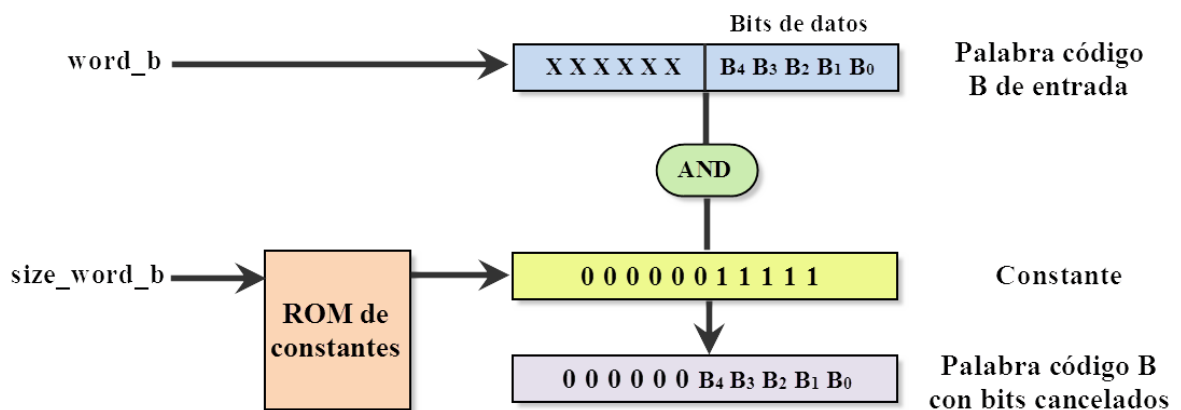 Bits de datos
word_b
X X X X X X B4 B3 B2 B1 B0
Palabra código
B de entrada
AND
size_word_b
ROM de
constantes
0 0 0 0 0 0 1 1 1 1 1
Constante
0 0 0 0 0 0 B4 B3 B2 B1 B0
Palabra código B
con bits cancelados